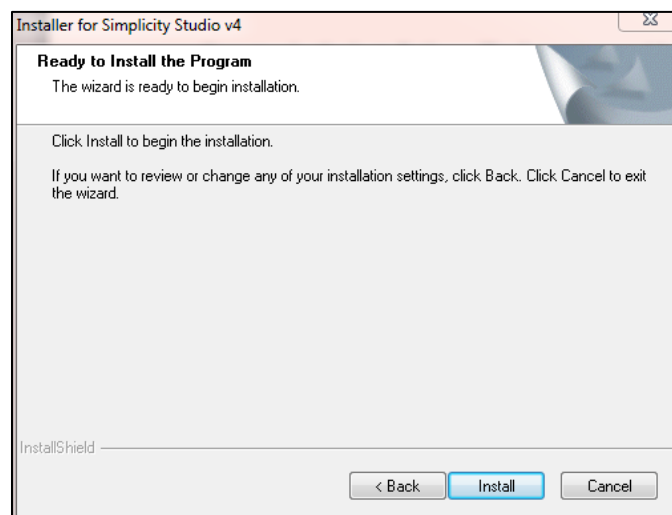 Installer for Simplicity Studio v4
Ready to Install the Program
The wizard is ready to begin installation.
Click Install to begin the installation.
If you want to review or change any of your installation settings, click Back. Click Cancel to exit
the wizard.
InstallShield
< Back
Install
Cancel